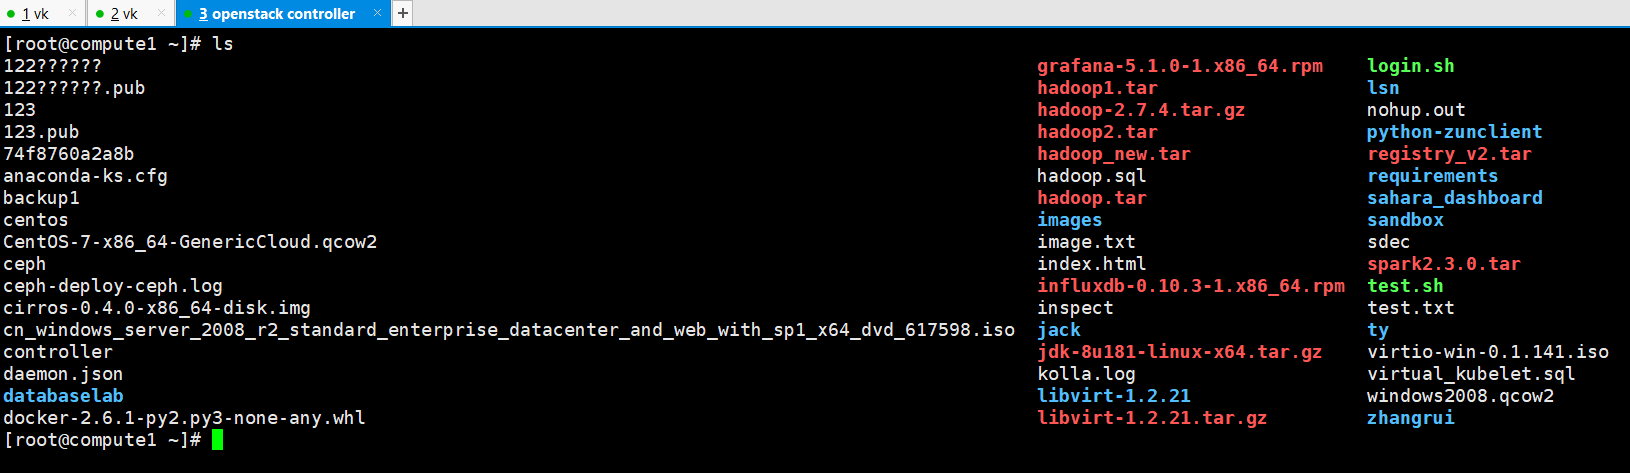 1 vk × 2 vk × 3 openstack controller × +
[root@compute1 ~]# ls
122?????? grafana-5.1.0-1.x86_64.rpm login.sh
122??????.pub hadoop1.tar lsn
123 hadoop-2.7.4.tar.gz nohup.out
123.pub hadoop2.tar python-zunclient
74f8760a2a8b hadoop_new.tar registry_v2.tar
anaconda-ks.cfg hadoop.sql requirements
backup1 hadoop.tar sahara_dashboard
centos images sandbox
CentOS-7-x86_64-GenericCloud.qcow2 image.txt sdec
ceph index.html spark2.3.0.tar
ceph-deploy-ceph.log influxdb-0.10.3-1.x86_64.rpm test.sh
cirros-0.4.0-x86_64-disk.img inspect test.txt
cn_windows_server_2008_r2_standard_enterprise_datacenter_and_web_with_sp1_x64_dvd_617598.iso jack ty
controller jdk-8u181-linux-x64.tar.gz virtio-win-0.1.141.iso
daemon.json kolla.log virtual_kubelet.sql
databaselab libvirt-1.2.21 windows2008.qcow2
docker-2.6.1-py2.py3-none-any.whl libvirt-1.2.21.tar.gz zhangrui
[root@compute1 ~]#